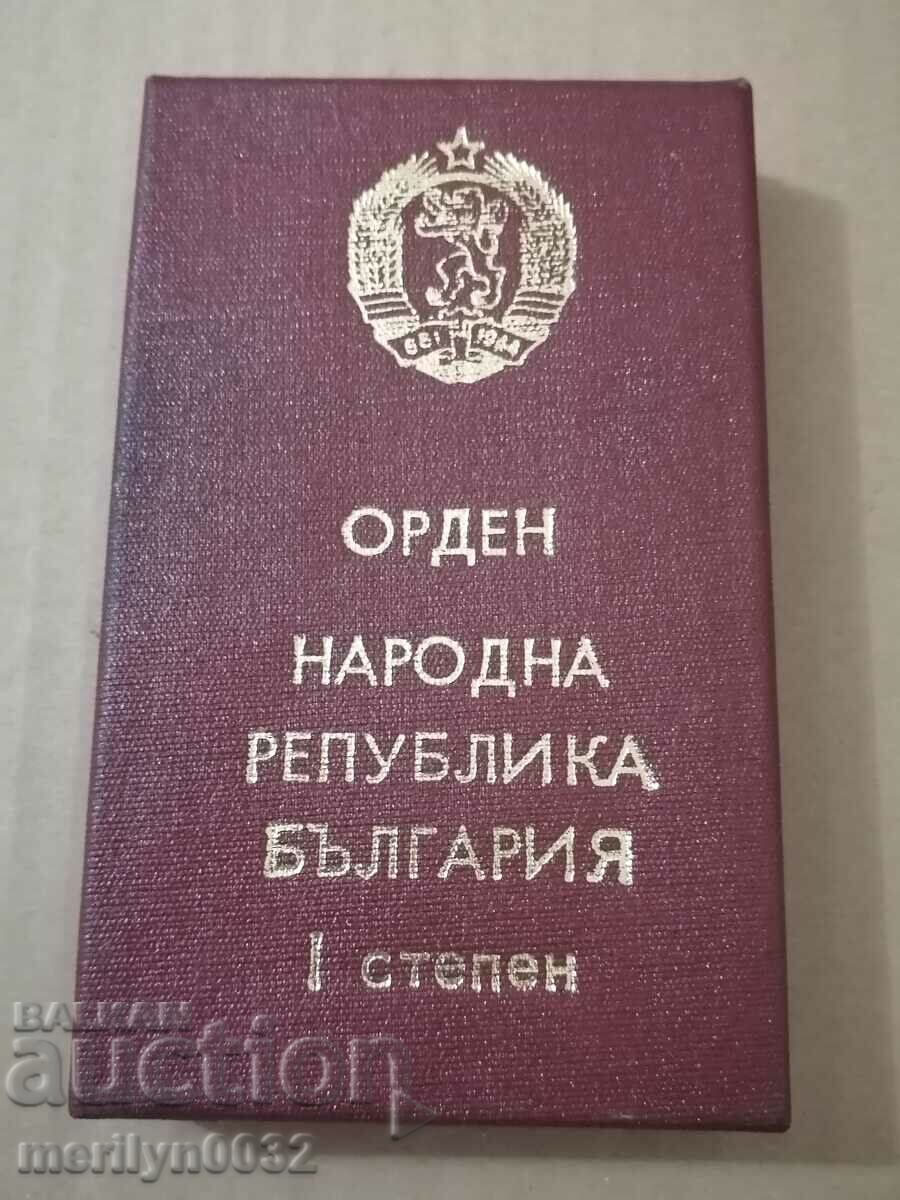 681 1944
ОРДЕН
НАРОДНА
РЕПУБЛИКА
БЪЛГАРИЯ
I степен
BALKAN
auction
merilyn0032